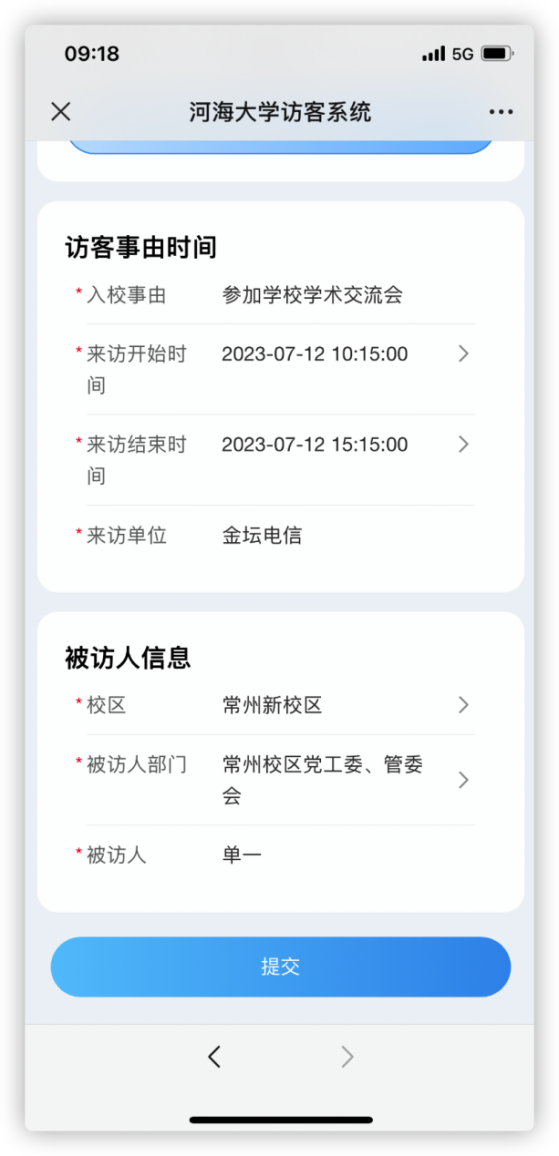 09:18
5G
河海大学访客系统
访客事由时间
* 入校事由 参加学校学术交流会
* 来访开始时 2023-07-12 10:15:00
间
* 来访结束时 2023-07-12 15:15:00
间
* 来访单位 金坛电信
被访人信息
* 校区 常州新校区
* 被访人部门 常州校区党工委、管委
会
* 被访人 单一
提交